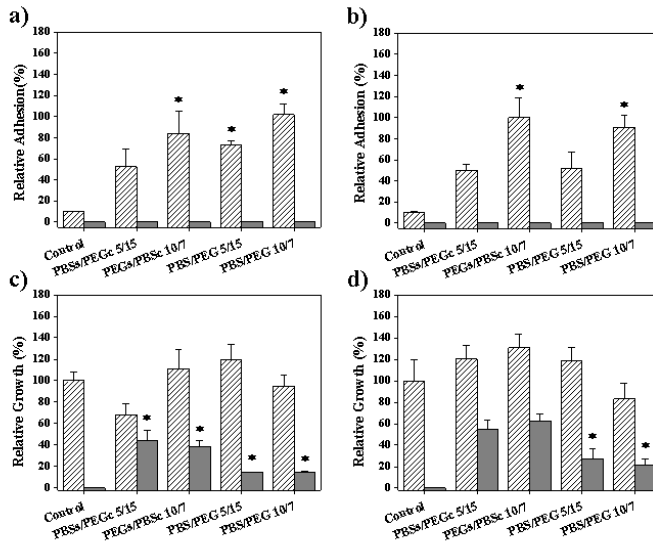 a)
Relative Adhesion(%)
180
160
140
120
100
80
60
40
20
0
*
*
*
Control
PBSs/PEGc 5/15
PEGs/PBSc 10/7
PBS/PEG 5/15
PBS/PEG 10/7
b)
Relative Adhesion (%)
180
160
140
120
100
80
60
40
20
0
*
*
Control
PBSs/PEGc 5/15
PEGs/PBSc 10/7
PBS/PEG 5/15
PBS/PEG 10/7
c)
Relative Growth (%)
180
160
140
120
100
80
60
40
20
0
*
*
*
*
Control
PBSs/PEGc 5/15
PEGs/PBSc 10/7
PBS/PEG 5/15
PBS/PEG 10/7
d)
Relative Growth (%)
180
160
140
120
100
80
60
40
20
0
*
*
Control
PBSs/PEGc 5/15
PEGs/PBSc 10/7
PBS/PEG 5/15
PBS/PEG 10/7